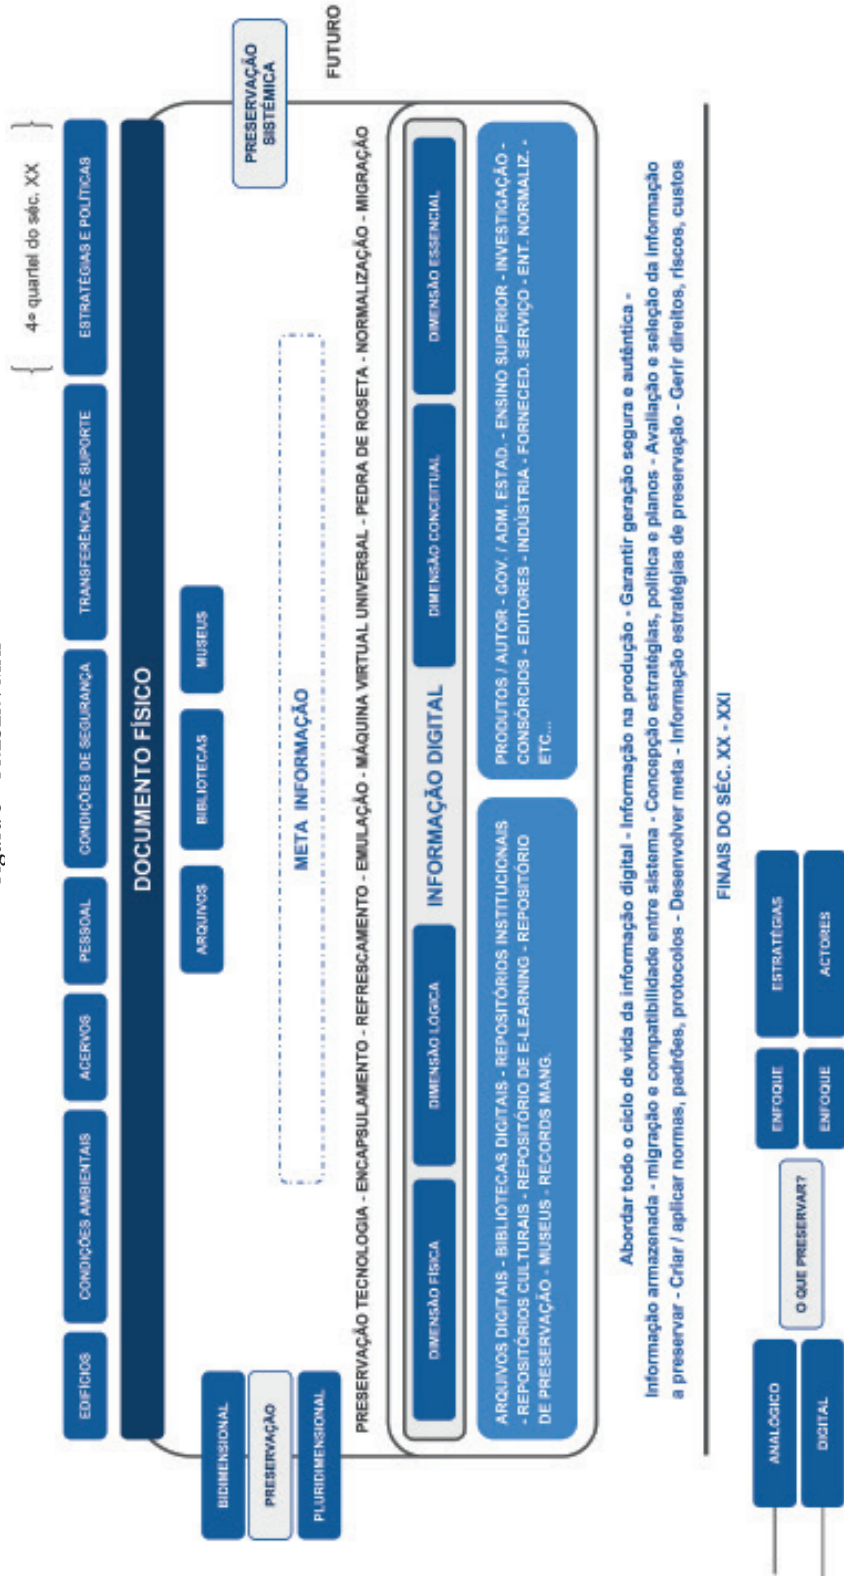 4º quartel do séc. XX
EDIFÍCIOS
CONDIÇÕES AMBIENTAIS
ACERVOS
PESSOAL
CONDIÇÕES DE SEGURANÇA
TRANSFERÊNCIA DE SUPORTE
ESTRATÉGIAS E POLÍTICAS
DOCUMENTO FÍSICO
BIDIMENSIONAL
PRESERVAÇÃO
PLURIDIMENSIONAL
ARQUIVOS
BIBLIOTECAS
MUSEUS
PRESERVAÇÃO
SISTÉMICA
META INFORMAÇÃO
FUTURO
PRESERVAÇÃO TECNOLOGIA - ENCAPSULAMENTO - REFRESCAMENTO - EMULAÇÃO - MÁQUINA VIRTUAL UNIVERSAL - PEDRA DE ROSETA - NORMALIZAÇÃO - MIGRAÇÃO
DIMENSÃO FÍSICA
DIMENSÃO LÓGICA
INFORMAÇÃO DIGITAL
DIMENSÃO CONCEITUAL
DIMENSÃO ESSENCIAL
ARQUIVOS DIGITAIS - BIBLIOTECAS DIGITAIS - REPOSITÓRIOS INSTITUCIONAIS
- REPOSITÓRIOS CULTURAIS - REPOSITÓRIO DE E-LEARNING - REPOSITÓRIO
DE PRESERVAÇÃO - MUSEUS - RECORDS MANG.
PRODUTOS / AUTOR - GOV. / ADM. ESTAD. - ENSINO SUPERIOR - INVESTIGAÇÃO -
CONSÓRCIOS - EDITORES - INDÚSTRIA - FORNECED. SERVIÇO - ENT. NORMALIZ. -
ETC...
Abordar todo o ciclo de vida da informação digital - Informação na produção - Garantir geração segura e autêntica -
Informação armazenada - migração e compatibilidade entre sistema - Concepção estratégias, política e planos - Avaliação e seleção da informação
a preservar - Criar / aplicar normas, padrões, protocolos - Desenvolver meta - Informação estratégias de preservação - Gerir direitos, riscos, custos
FINAIS DO SÉC. XX - XXI
ANALÓGICO
DIGITAL
O QUE PRESERVAR?
ENFOQUE
ESTRATÉGIAS
ENFOQUE
ACTORES